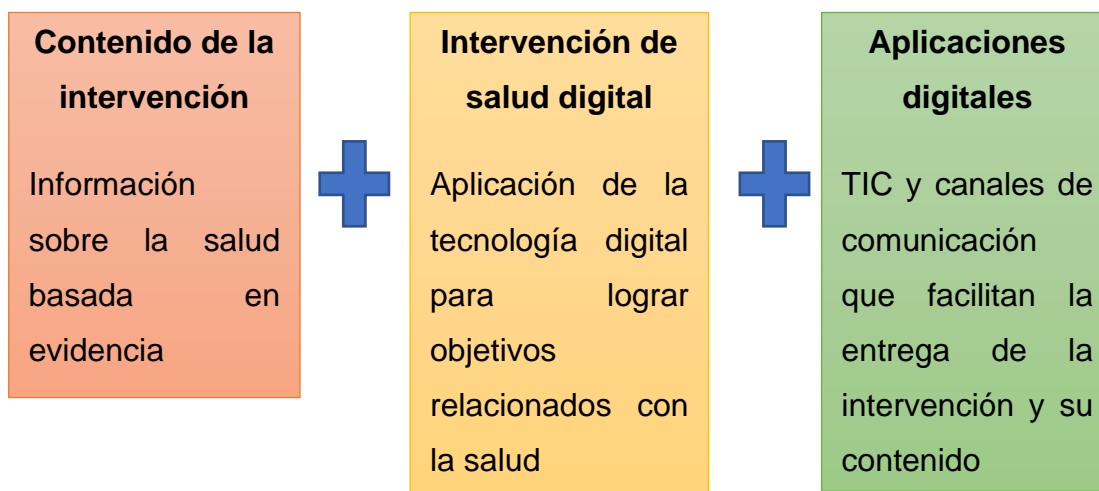 Contenido de la
intervención
Información
sobre la salud
basada en
evidencia
Intervención de
salud digital
Aplicación de la
tecnología digital
para lograr
objetivos
relacionados con
la salud
Aplicaciones
digitales
TIC y canales de
comunicación
que facilitan la
entrega de la
intervención y su
contenido